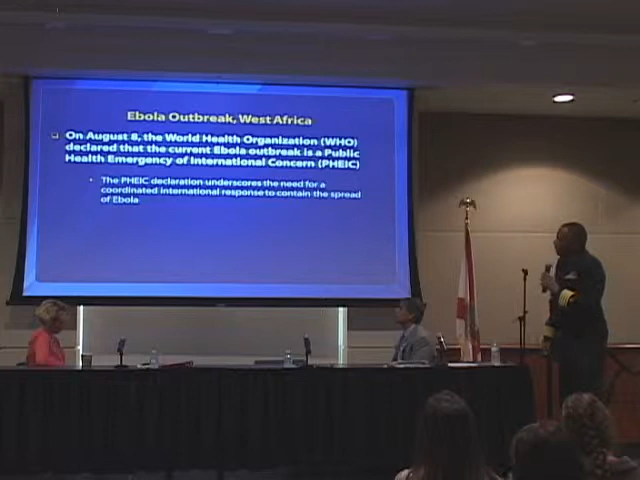 Ebola Outbreak, West Africa
On August 8, the World Health Organization (WHO)
declared that the current Ebola outbreak is a Public
Health Emergency of International Concern (PHEIC)
• The PHEIC declaration underscores the need for a
coordinated international response to contain the spread
of Ebola